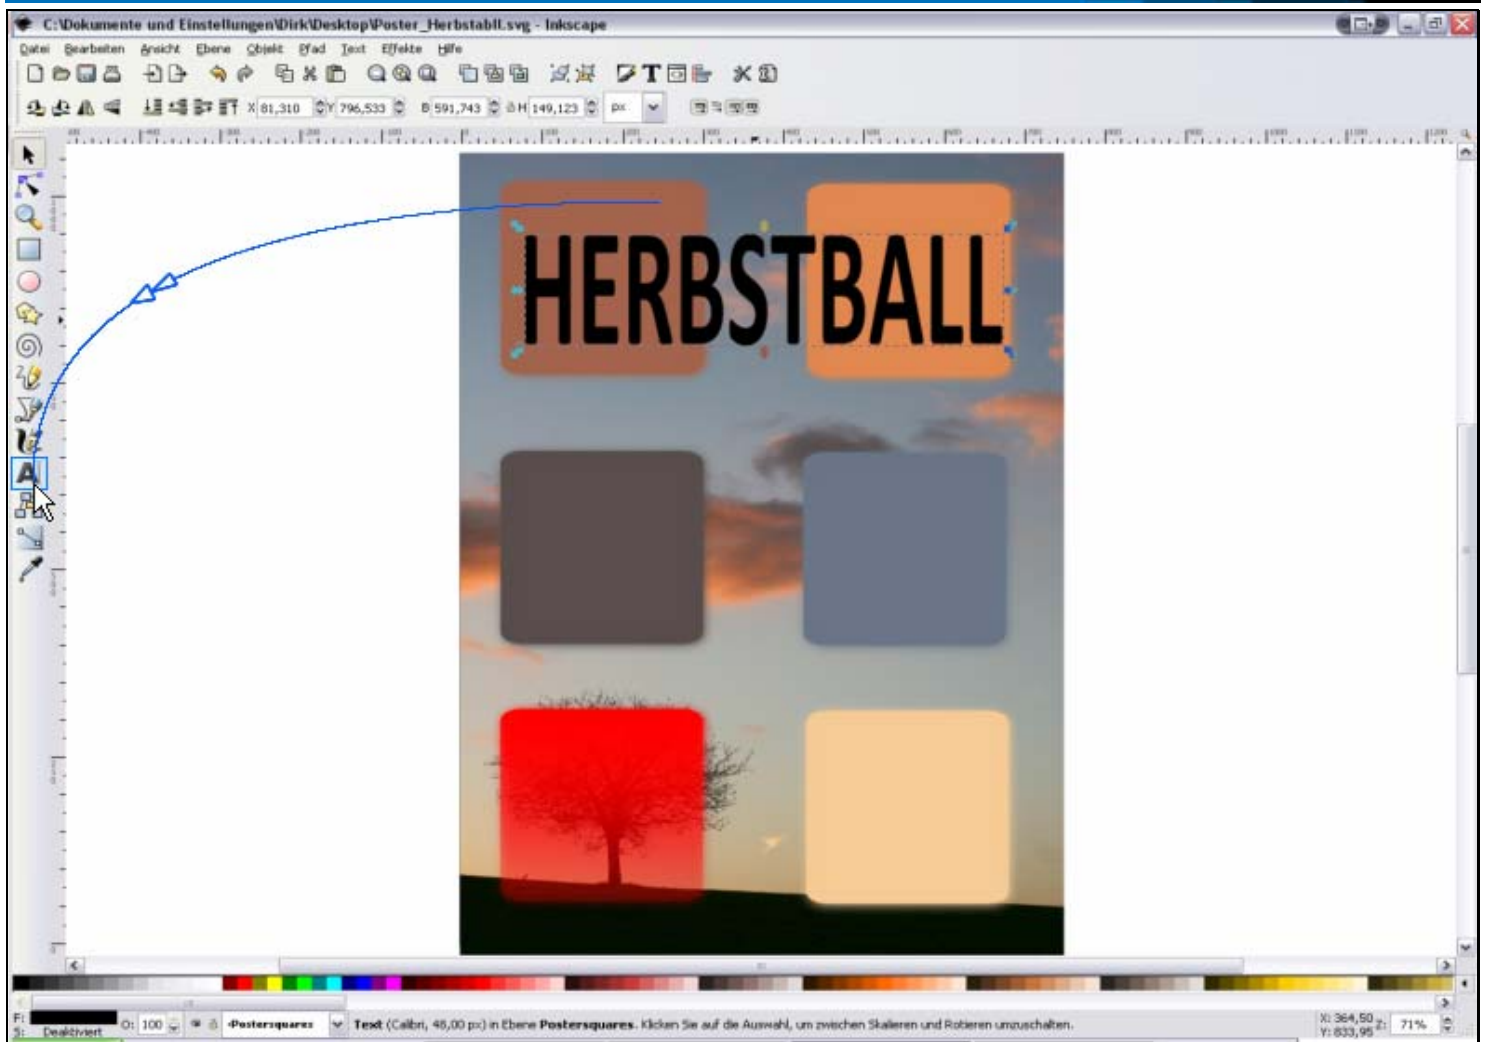 C:\Dokumente und Einstellungen\Dirk\Desktop\Poster_Herbstball.svg - Inkscape
Datei Bearbeiten Ansicht Ebene Objekt Pfad Text Effekte Hilfe
X 81,310 Y 796,533 B 591,743 H 149,123 px
HERBSTBALL
F:
S: Deaktiviert O: 100 Postersquares Text (Calibri, 48,00 px) in Ebene Postersquares. Klicken Sie auf die Auswahl, um zwischen Skalieren und Rotieren umzuschalten.
X: 364,50
Y: 833,95 Z: 71%